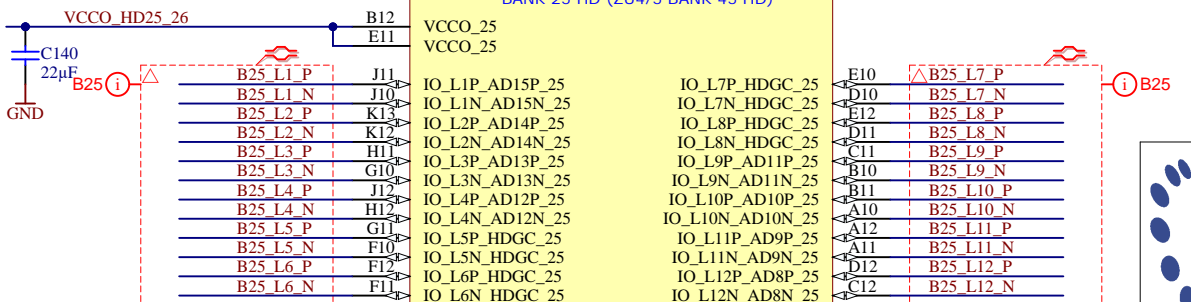 BANK 25 HD (ZU4/5 BANK 45 HD)
VCCO_HD25_26 B12 VCCO_25
E11 VCCO_25
C140
22µF
GND
B25 i
B25_L1_P J11 IO_L1P_AD15P_25 IO_L7P_HDGC_25 E10 B25_L7_P
i B25
B25_L1_N J10 IO_L1N_AD15N_25 IO_L7N_HDGC_25 D10 B25_L7_N
B25_L2_P K13 IO_L2P_AD14P_25 IO_L8P_HDGC_25 E12 B25_L8_P
B25_L2_N K12 IO_L2N_AD14N_25 IO_L8N_HDGC_25 D11 B25_L8_N
B25_L3_P H11 IO_L3P_AD13P_25 IO_L9P_AD11P_25 C11 B25_L9_P
B25_L3_N G10 IO_L3N_AD13N_25 IO_L9N_AD11N_25 B10 B25_L9_N
B25_L4_P J12 IO_L4P_AD12P_25 IO_L10P_AD10P_25 B11 B25_L10_P
B25_L4_N H12 IO_L4N_AD12N_25 IO_L10N_AD10N_25 A10 B25_L10_N
B25_L5_P G11 IO_L5P_HDGC_25 IO_L11P_AD9P_25 A12 B25_L11_P
B25_L5_N F10 IO_L5N_HDGC_25 IO_L11N_AD9N_25 A11 B25_L11_N
B25_L6_P F12 IO_L6P_HDGC_25 IO_L12P_AD8P_25 D12 B25_L12_P
B25_L6_N F11 IO_L6N_HDGC_25 IO_L12N_AD8N_25 C12 B25_L12_N